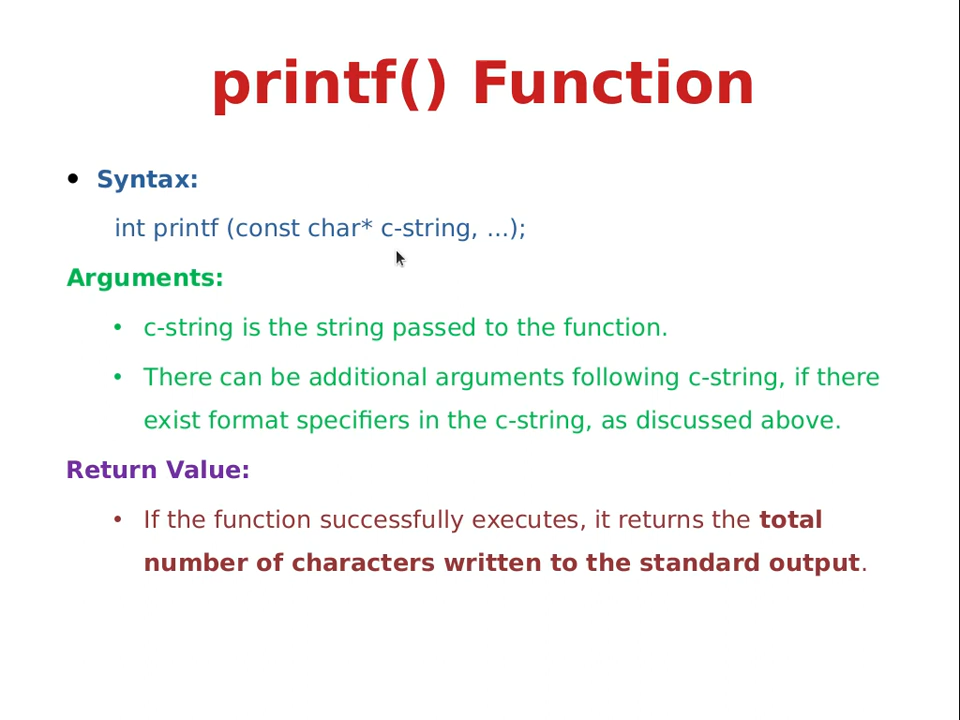 printf() Function
• Syntax:
int printf (const char* c-string, ...);
Arguments:
• c-string is the string passed to the function.
• There can be additional arguments following c-string, if there
exist format specifiers in the c-string, as discussed above.
Return Value:
• If the function successfully executes, it returns the total
number of characters written to the standard output.